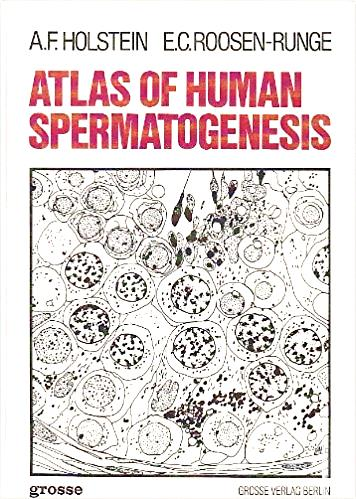 A.F. HOLSTEIN E.C. ROOSEN-RUNGE
ATLAS OF HUMAN
SPERMATOGENESIS
grosse
GROSSE VERLAG BERLIN